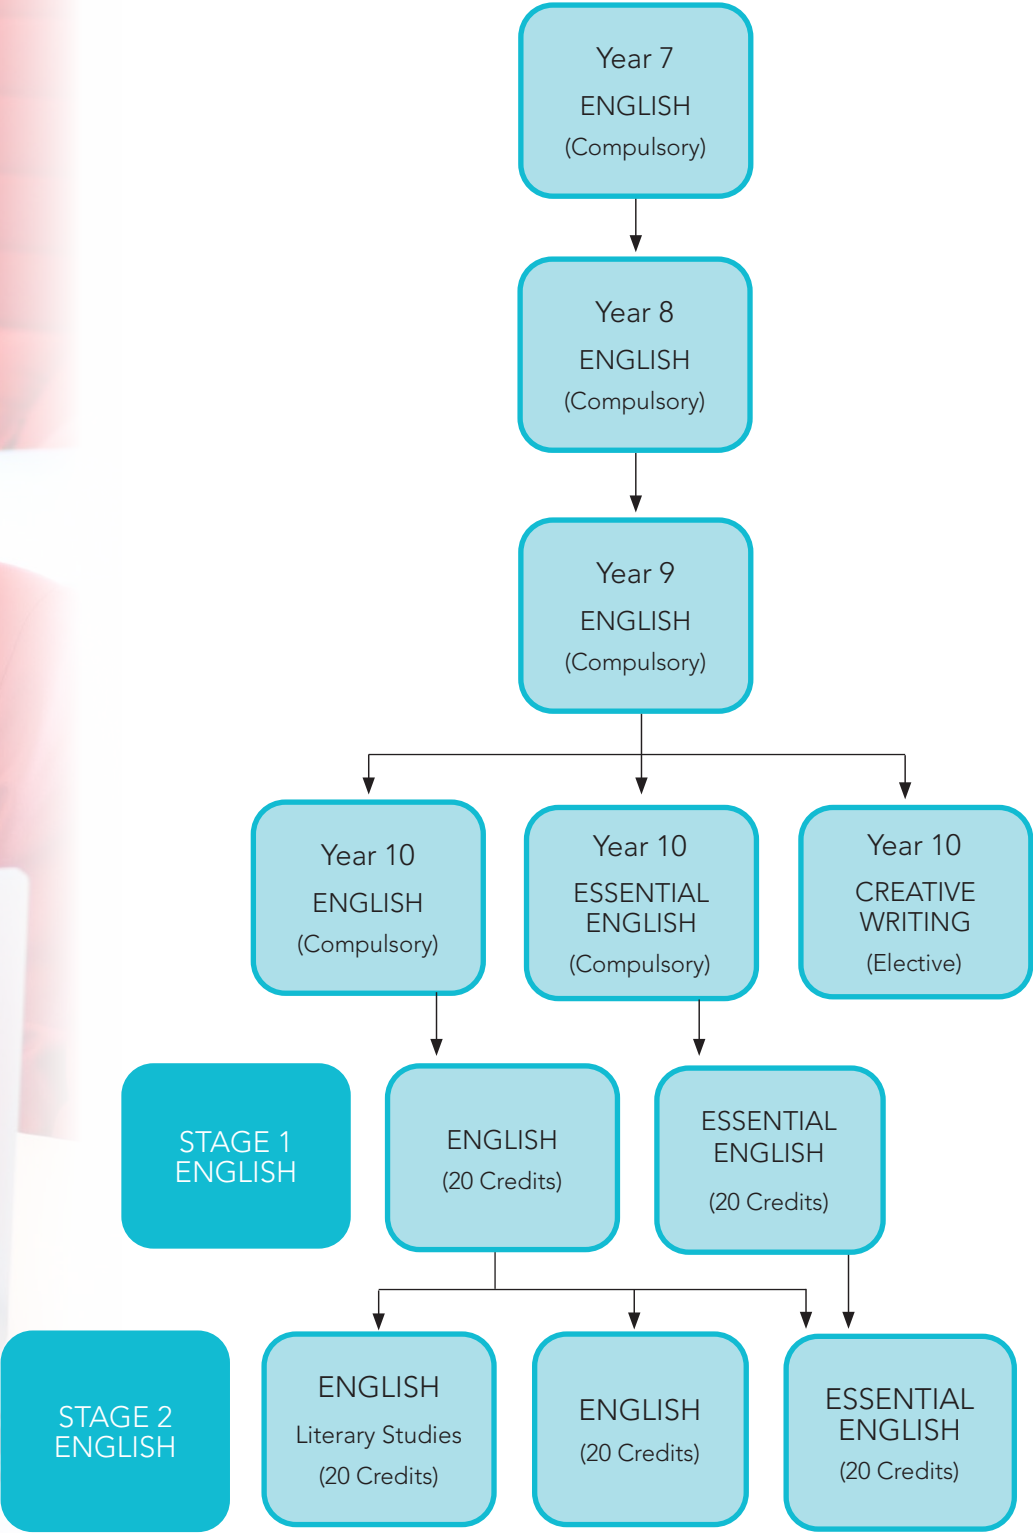 Year 7
ENGLISH
(Compulsory)
Year 8
ENGLISH
(Compulsory)
Year 9
ENGLISH
(Compulsory)
Year 10
ENGLISH
(Compulsory)
Year 10
ESSENTIAL
ENGLISH
(Compulsory)
Year 10
CREATIVE
WRITING
(Elective)
STAGE 1
ENGLISH
ENGLISH
(20 Credits)
ESSENTIAL
ENGLISH
(20 Credits)
STAGE 2
ENGLISH
ENGLISH
Literary Studies
(20 Credits)
ENGLISH
(20 Credits)
ESSENTIAL
ENGLISH
(20 Credits)